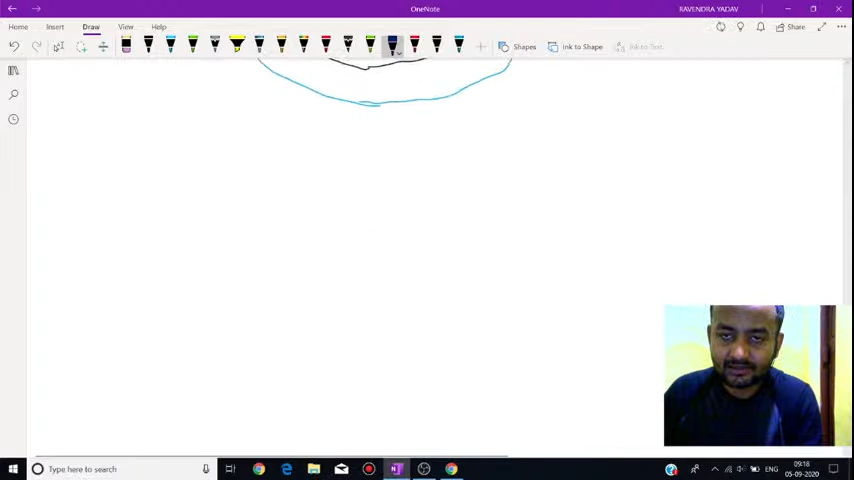 OneNote
RAVENDRA YADAV
Home
Insert
Draw
View
Help
Share
Shapes
Ink to Shape
Ink to Text
Type here to search
ENG
09:18
05-09-2020